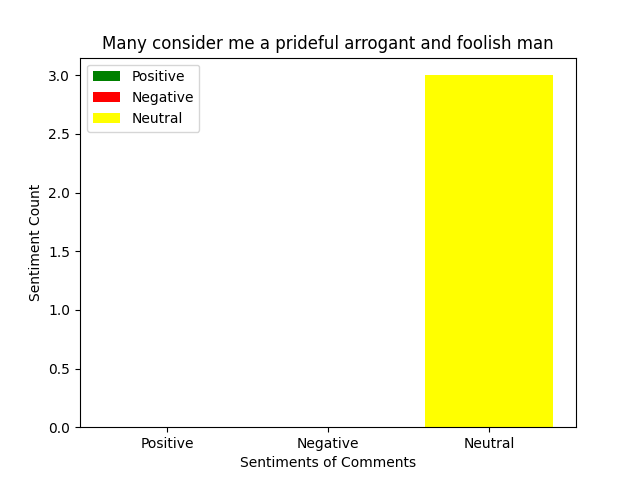 Many consider me a prideful arrogant and foolish man
Positive
Negative
Neutral
3.0
2.5
2.0
1.5
1.0
0.5
0.0
Sentiment Count
Positive Negative Neutral
Sentiments of Comments